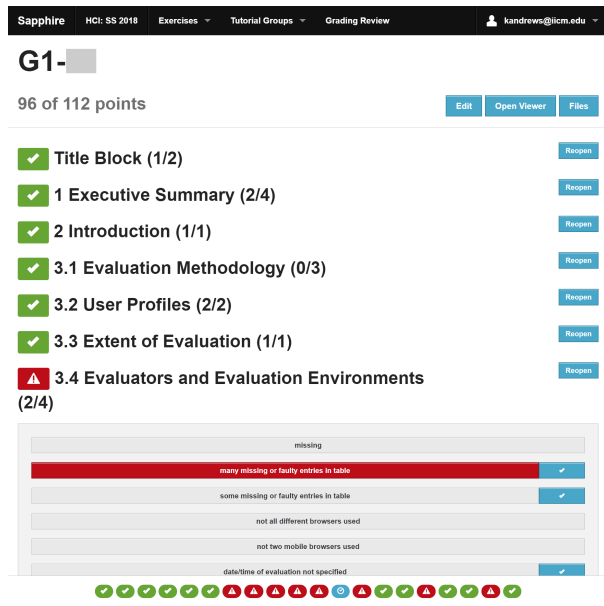 Sapphire HCI: SS 2018 Exercises Tutorial Groups Grading Review kandrews@iicm.edu
G1-
96 of 112 points
Edit Open Viewer Files
Title Block (1/2) Reopen
1 Executive Summary (2/4) Reopen
2 Introduction (1/1) Reopen
3.1 Evaluation Methodology (0/3) Reopen
3.2 User Profiles (2/2) Reopen
3.3 Extent of Evaluation (1/1) Reopen
3.4 Evaluators and Evaluation Environments Reopen
(2/4)
missing
many missing or faulty entries in table
some missing or faulty entries in table
not all different browsers used
not two mobile browsers used
date/time of evaluation not specified